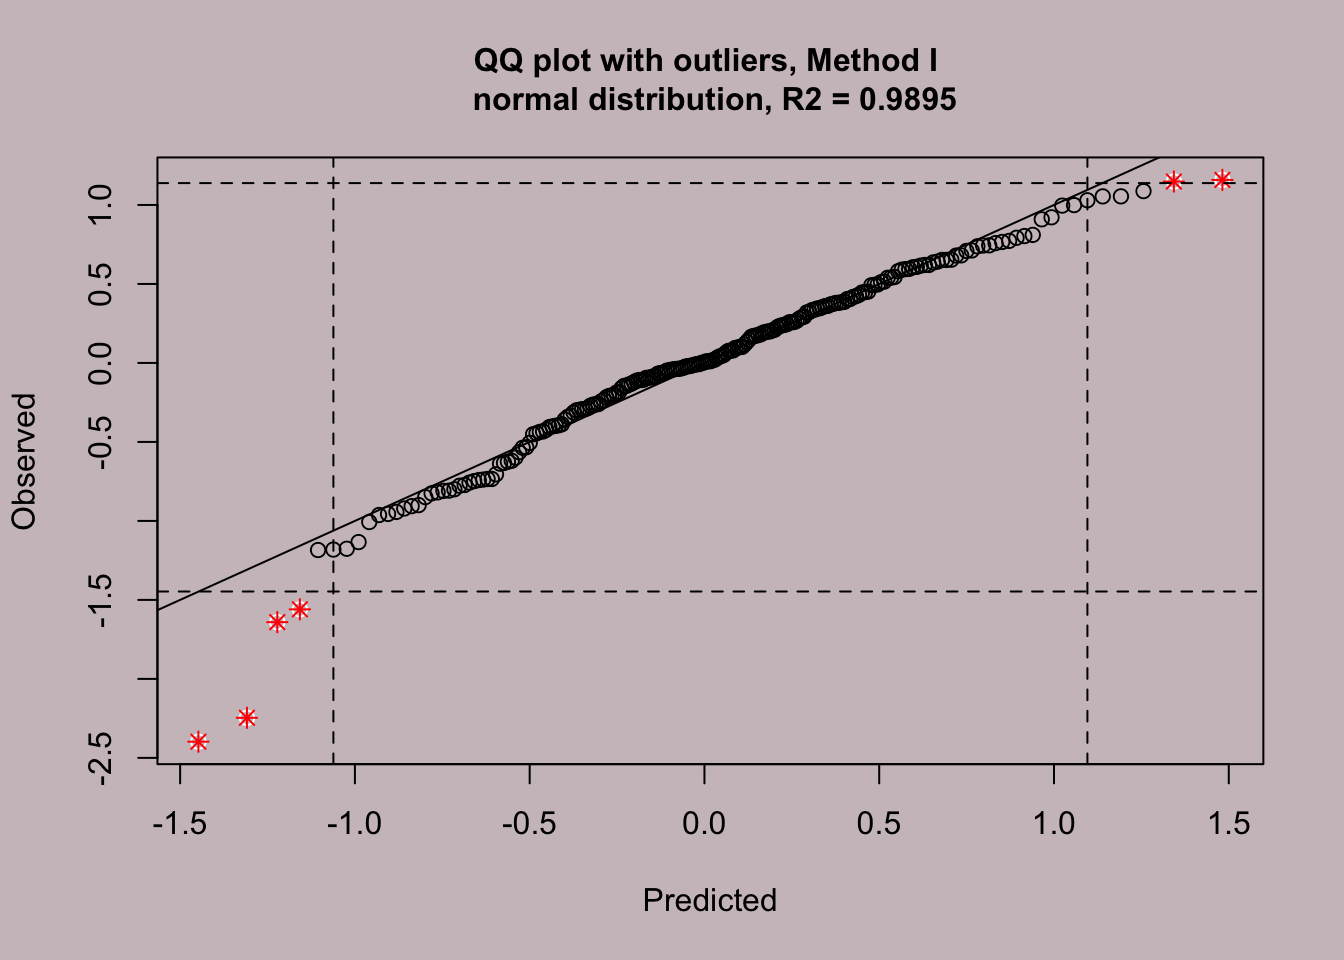 QQ plot with outliers, Method I
normal distribution, R2 = 0.9895
1.0
0.5
0.0
-0.5
-1.5
-2.5
Observed
-1.5 -1.0 -0.5 0.0 0.5 1.0 1.5
Predicted